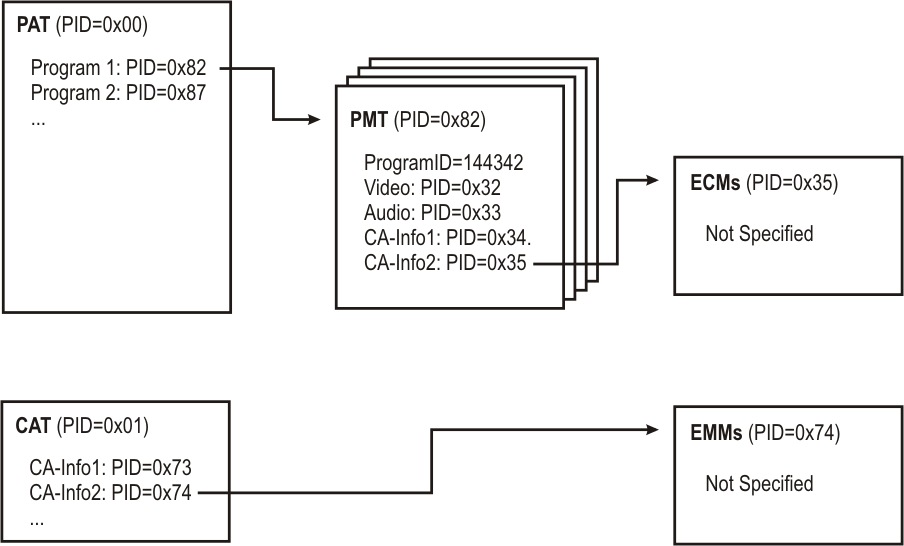 PAT (PID=0x00)
Program 1: PID=0x82
Program 2: PID=0x87
...
PMT (PID=0x82)
ProgramID=144342
Video: PID=0x32
Audio: PID=0x33
CA-Info1: PID=0x34.
CA-Info2: PID=0x35
ECMs (PID=0x35)
Not Specified
CAT (PID=0x01)
CA-Info1: PID=0x73
CA-Info2: PID=0x74
...
EMMs (PID=0x74)
Not Specified